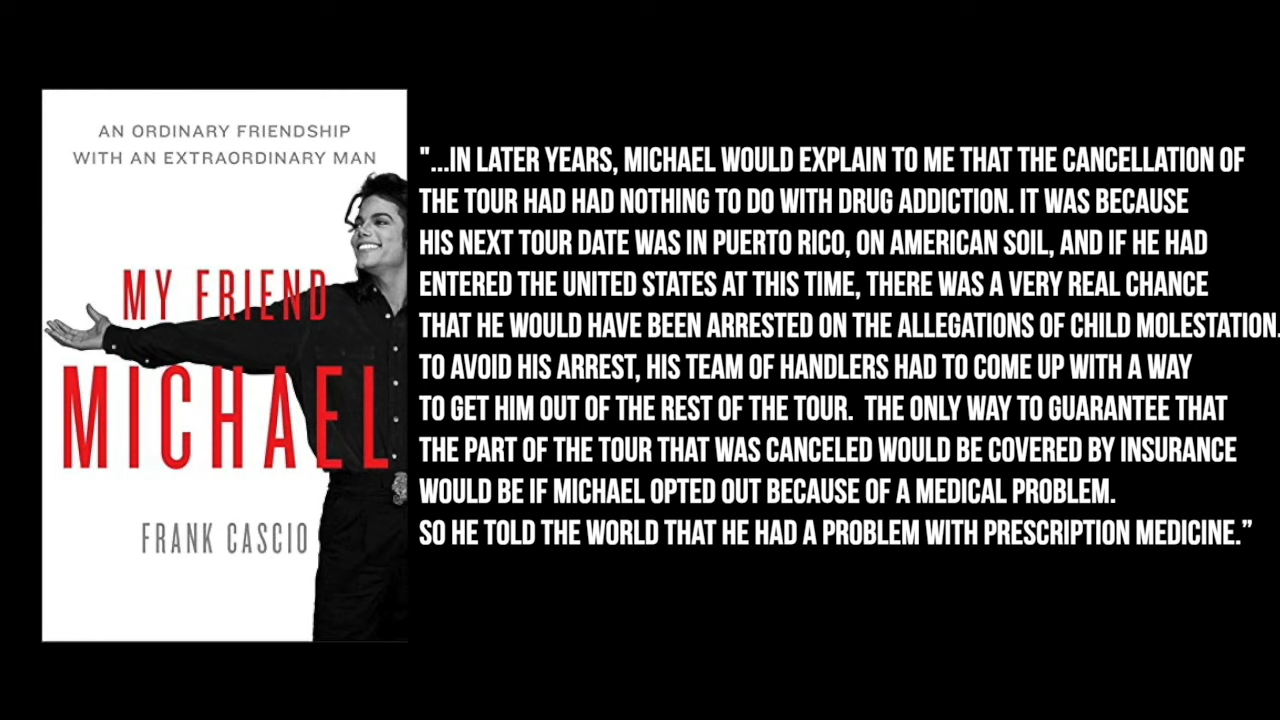 AN ORDINARY FRIENDSHIP
WITH AN EXTRAORDINARY MAN
MY FRIEND
MICHAEL
FRANK CASCIO
"...IN LATER YEARS, MICHAEL WOULD EXPLAIN TO ME THAT THE CANCELLATION OF
THE TOUR HAD HAD NOTHING TO DO WITH DRUG ADDICTION. IT WAS BECAUSE
HIS NEXT TOUR DATE WAS IN PUERTO RICO, ON AMERICAN SOIL, AND IF HE HAD
ENTERED THE UNITED STATES AT THIS TIME, THERE WAS A VERY REAL CHANCE
THAT HE WOULD HAVE BEEN ARRESTED ON THE ALLEGATIONS OF CHILD MOLESTATION.
TO AVOID HIS ARREST, HIS TEAM OF HANDLERS HAD TO COME UP WITH A WAY
TO GET HIM OUT OF THE REST OF THE TOUR. THE ONLY WAY TO GUARANTEE THAT
THE PART OF THE TOUR THAT WAS CANCELED WOULD BE COVERED BY INSURANCE
WOULD BE IF MICHAEL OPTED OUT BECAUSE OF A MEDICAL PROBLEM.
SO HE TOLD THE WORLD THAT HE HAD A PROBLEM WITH PRESCRIPTION MEDICINE.”